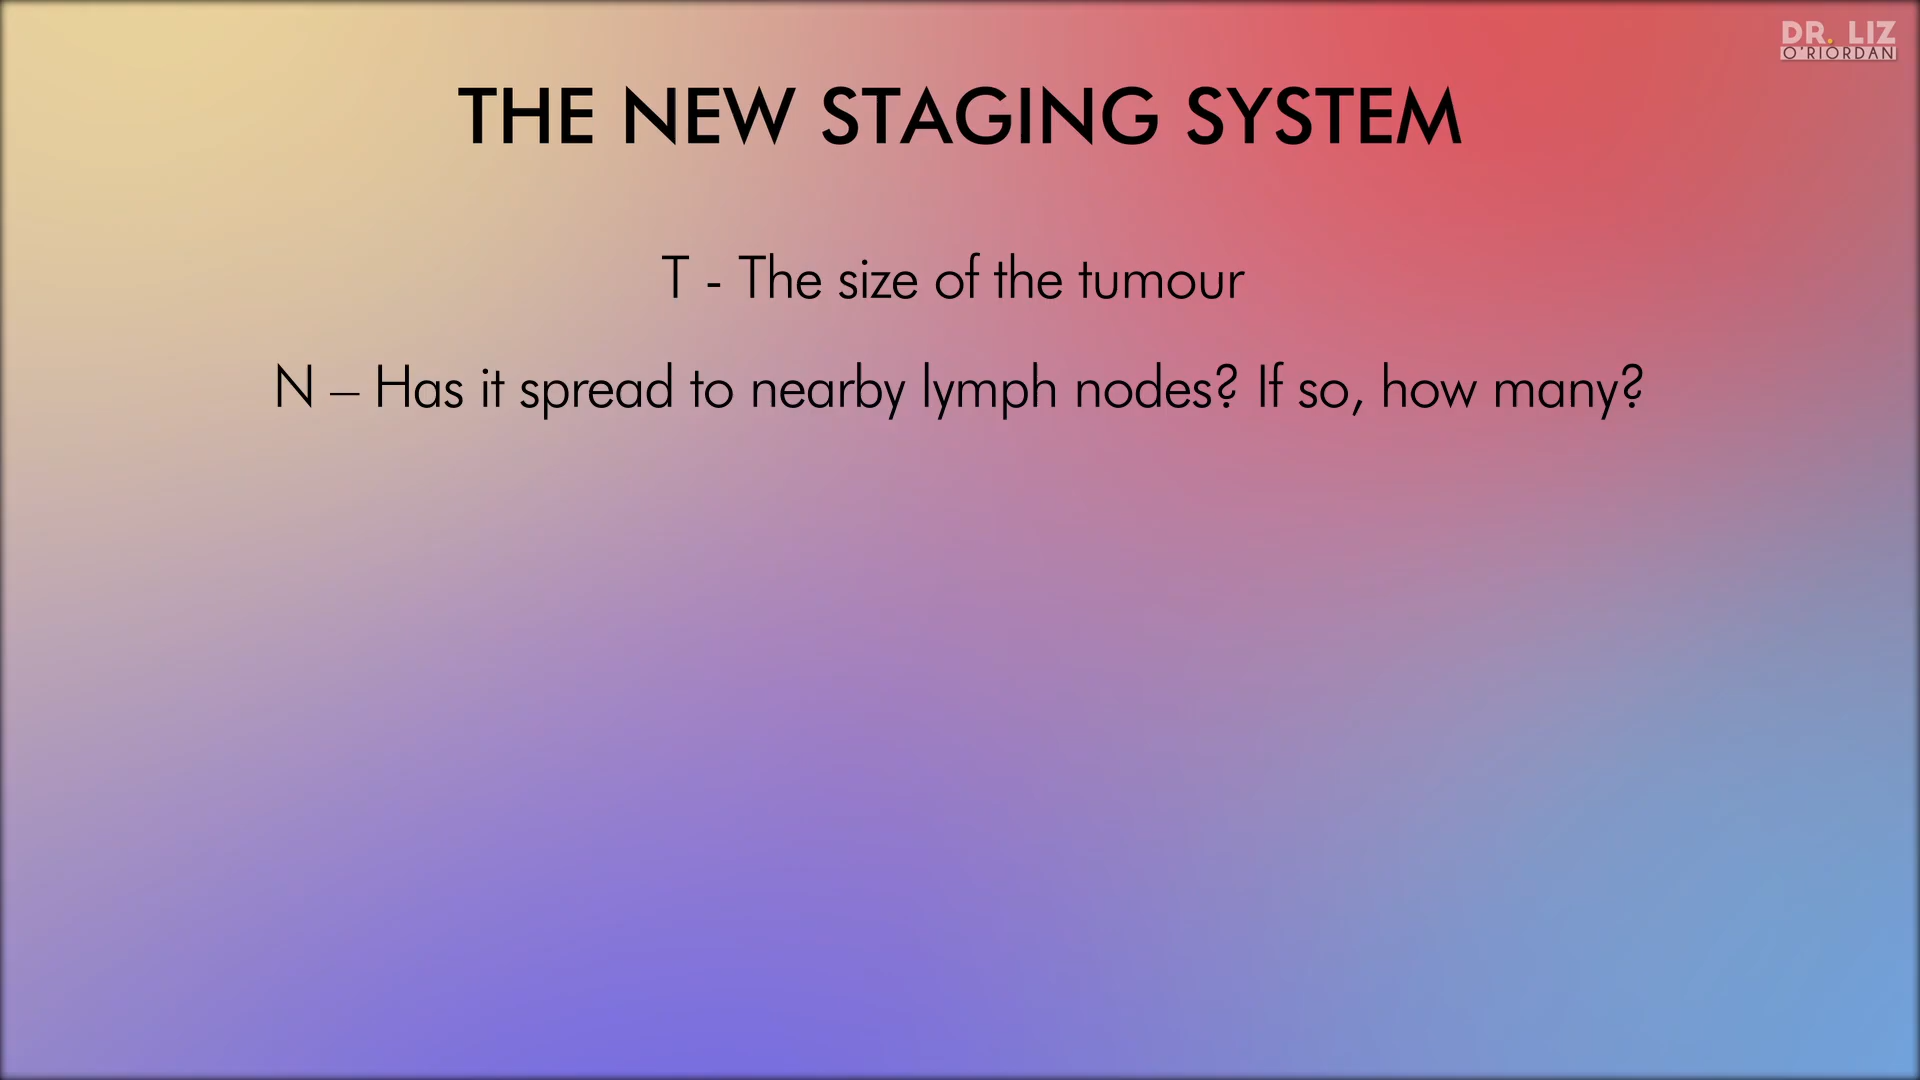 DR. LIZ
O'RIORDAN
THE NEW STAGING SYSTEM
T - The size of the tumour
N – Has it spread to nearby lymph nodes? If so, how many?